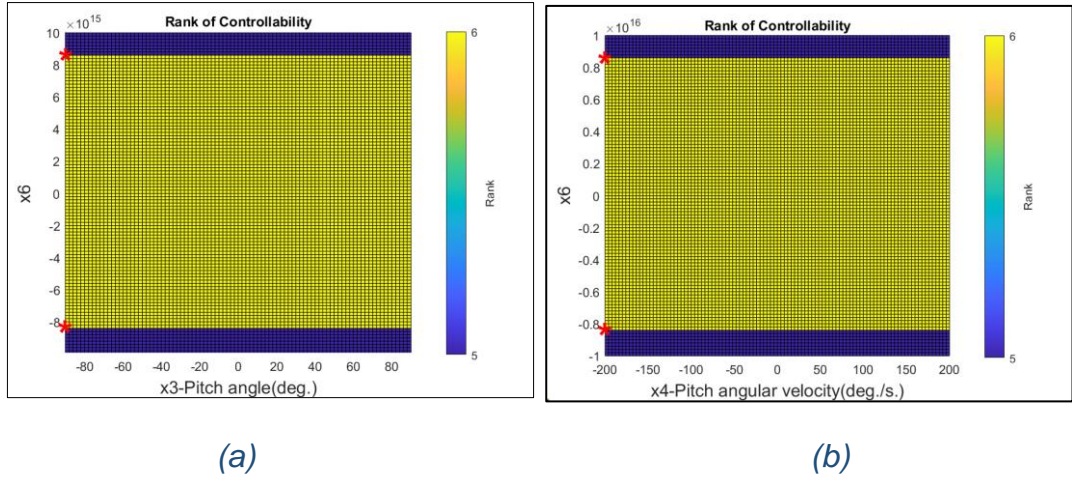 Rank of Controllability
×10^15
10
8
6
4
2
0
-2
-4
-6
-8
x6
-80 -60 -40 -20 0 20 40 60 80
x3-Pitch angle(deg.)
6
5
Rank
(a)
Rank of Controllability
×10^16
1
0.8
0.6
0.4
0.2
0
-0.2
-0.4
-0.6
-0.8
-1
x6
-200 -150 -100 -50 0 50 100 150 200
x4-Pitch angular velocity(deg./s.)
6
5
Rank
(b)